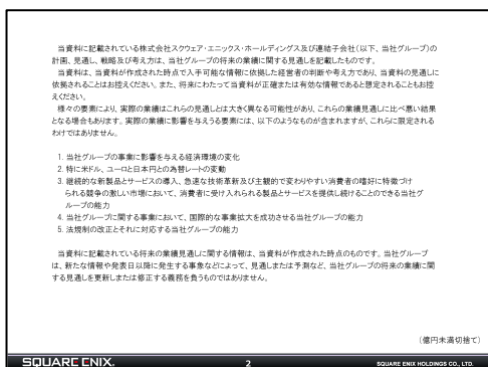 当資料に記載されている株式会社スクウェア・エニックス・ホールディングス及び連結子会社(以下、当社グループ)の
計画、見通し、戦略及び考え方は、当社グループの将来の業績に関する見通しを記載したものです。
当資料は、当資料が作成された時点で入手可能な情報に依拠した経営者の判断や考え方であり、当資料の見通しに
依拠されることはお控えください。また、将来にわたって当資料が正確または有効な情報であると想定されることもお控
えください。
様々の要素により、実際の業績はこれらの見通しとは大きく異なる可能性があり、これらの業績見通しに比べ悪い結果
となる場合もあります。実際の業績に影響を与えうる要素には、以下のようなものが含まれますが、これらに限定される
わけではありません。
1. 当社グループの事業に影響を与える経済環境の変化
2. 特に米ドル、ユーロと日本円との為替レートの変動
3. 継続的な新製品とサービスの導入、急速な技術革新及び主観的で変わりやすい消費者の嗜好に特徴づけ
られる競争の激しい市場において、消費者に受け入れられる製品とサービスを提供し続けることのできる当社グ
ループの能力
4. 当社グループに関する事業において、国際的な事業拡大を成功させる当社グループの能力
5. 法規制の改正とそれに対応する当社グループの能力
当資料に記載されている将来の業績見通しに関する情報は、当資料が作成された時点のものです。当社グループ
は、新たな情報や発表日以降に発生する事象などによって、見通しまたは予測など、当社グループの将来の業績に関
する見通しを更新しまたは修正する義務を負うものではありません。
(億円未満切捨て)
SQUARE ENIX. 2 SQUARE ENIX HOLDINGS CO., LTD.